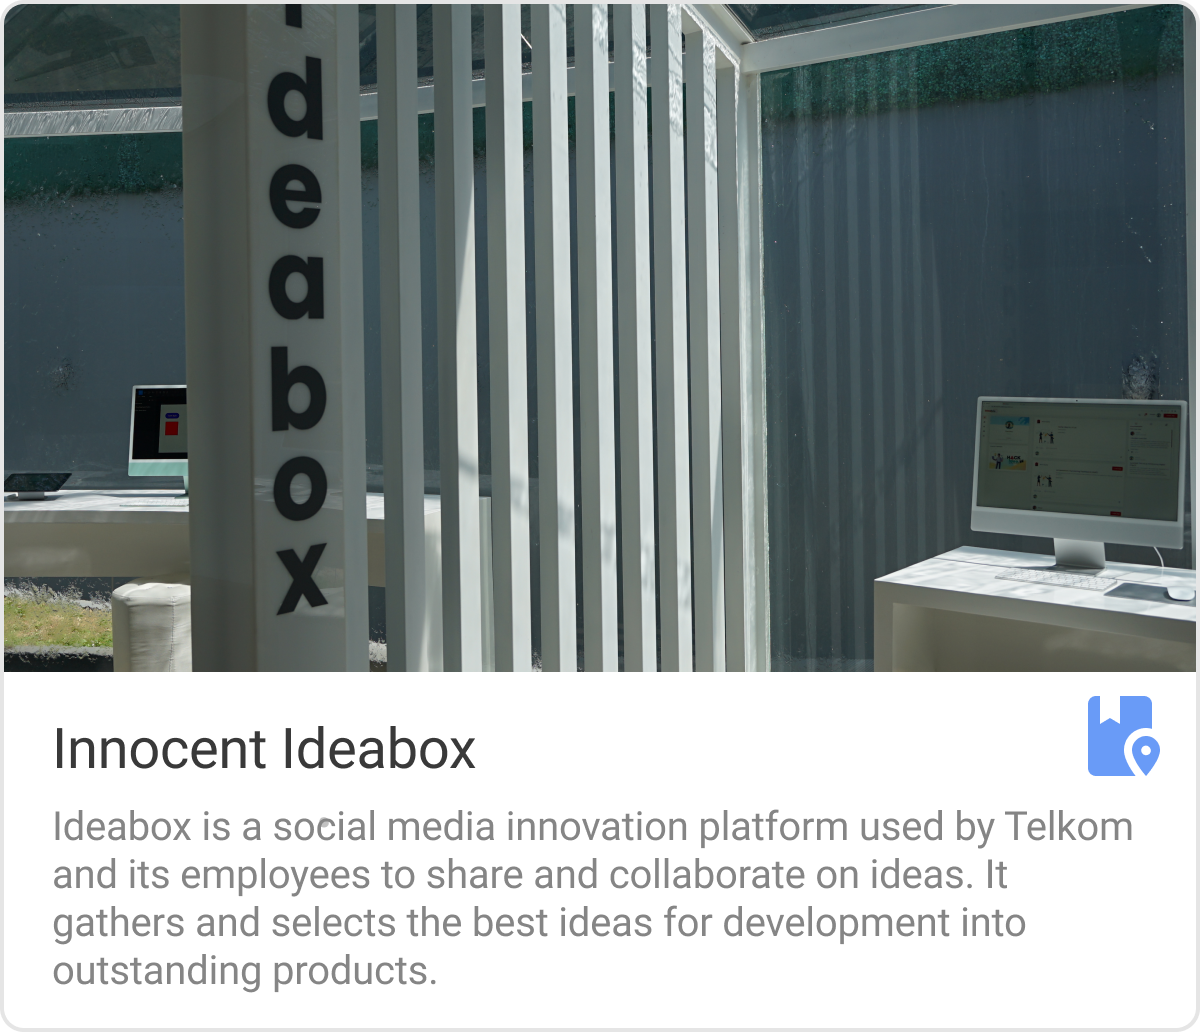 ideabox
Innocent Ideabox
Ideabox is a social media innovation platform used by Telkom
and its employees to share and collaborate on ideas. It
gathers and selects the best ideas for development into
outstanding products.